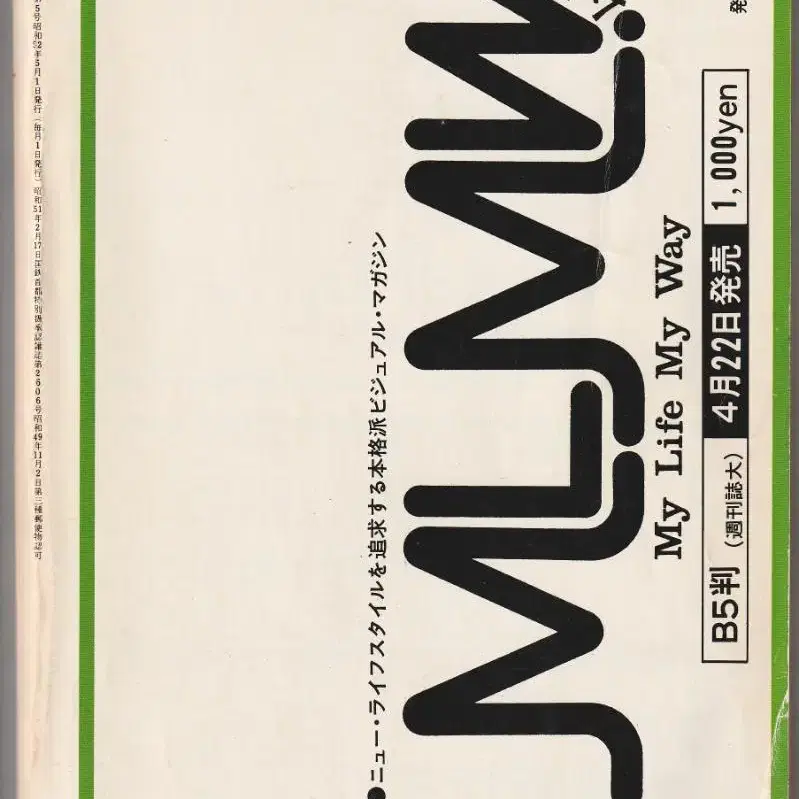 第5号昭和52年5月1日発行(毎月1日発行)昭和51年2月17日国鉄首都特別扱承認雑誌第2606号昭和49年11月2日第三種郵便物認可
●ニュー・ライフスタイルを追求する本格派ビジュアル・マガジン
MLMW
My Life My Way
B5判(週刊誌大) 4月22日発売 1,000yen
発